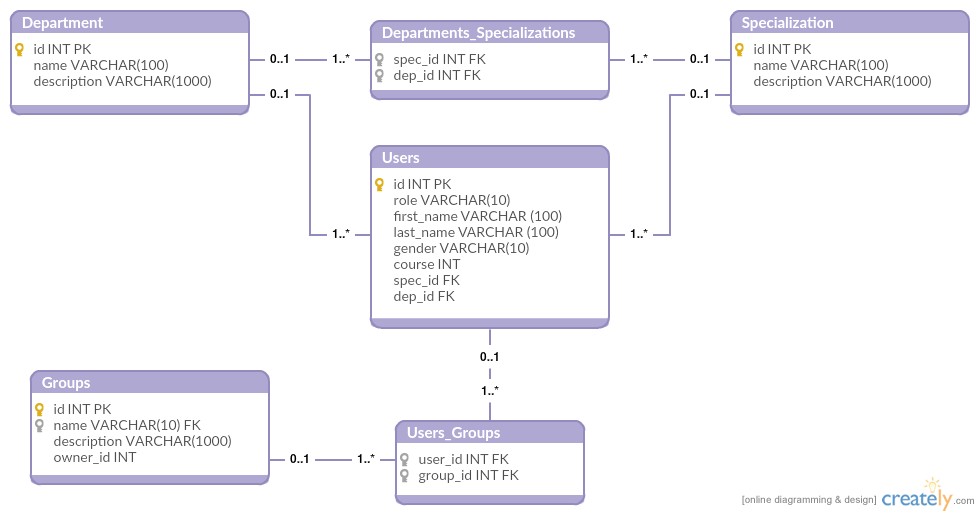 Department
id INT PK
name VARCHAR(100)
description VARCHAR(1000)
0..1
1..*
Departments_Specializations
spec_id INT FK
dep_id INT FK
1..*
0..1
Specialization
id INT PK
name VARCHAR(100)
description VARCHAR(1000)
0..1
0..1
Users
id INT PK
role VARCHAR(10)
first_name VARCHAR (100)
last_name VARCHAR (100)
gender VARCHAR(10)
course INT
spec_id FK
dep_id FK
1..*
1..*
0..1
1..*
Groups
id INT PK
name VARCHAR(10) FK
description VARCHAR(1000)
owner_id INT
0..1
1..*
Users_Groups
user_id INT FK
group_id INT FK
[online diagramming & design] creately.com